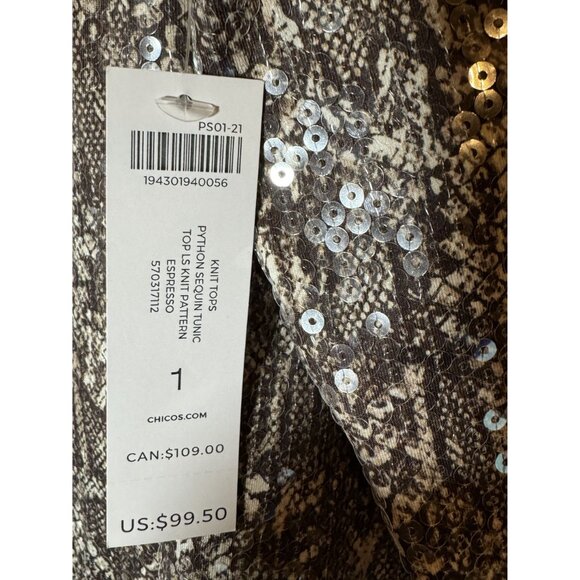 PS01-21
194301940056
KNIT TOPS
PYTHON SEQUIN TUNIC
TOP LS KNIT PATTERN
ESPRESSO
570317112
1
CHICOS.COM
CAN:$109.00
US:$99.50